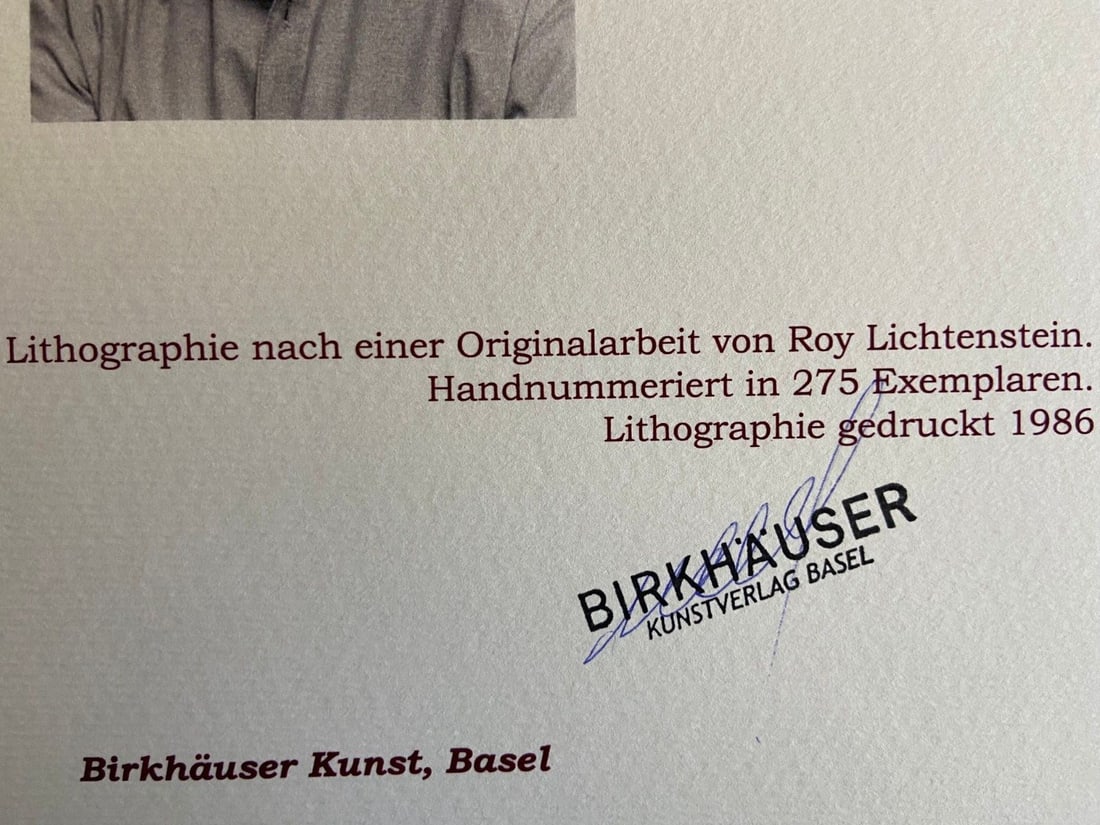 Lithographie nach einer Originalarbeit von Roy Lichtenstein.
Handnummeriert in 275 Exemplaren.
Lithographie gedruckt 1986
BIRKHÄUSER
KUNSTVERLAG BASEL
Birkhäuser Kunst, Basel